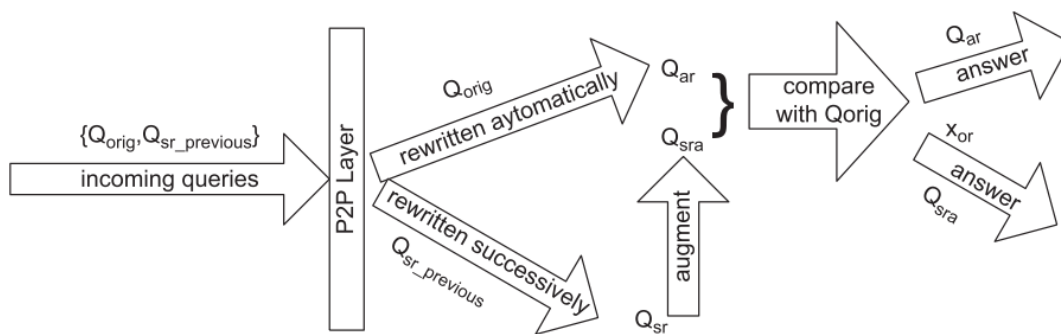 {Q_orig,Q_sr_previous}
incoming queries
P2P Layer
Q_orig
rewritten aytomatically
rewritten successively
Q_sr_previous
Q_ar
Q_sra
}
augment
Q_sr
compare
with Qorig
Q_ar
answer
x_or
answer
Q_sra